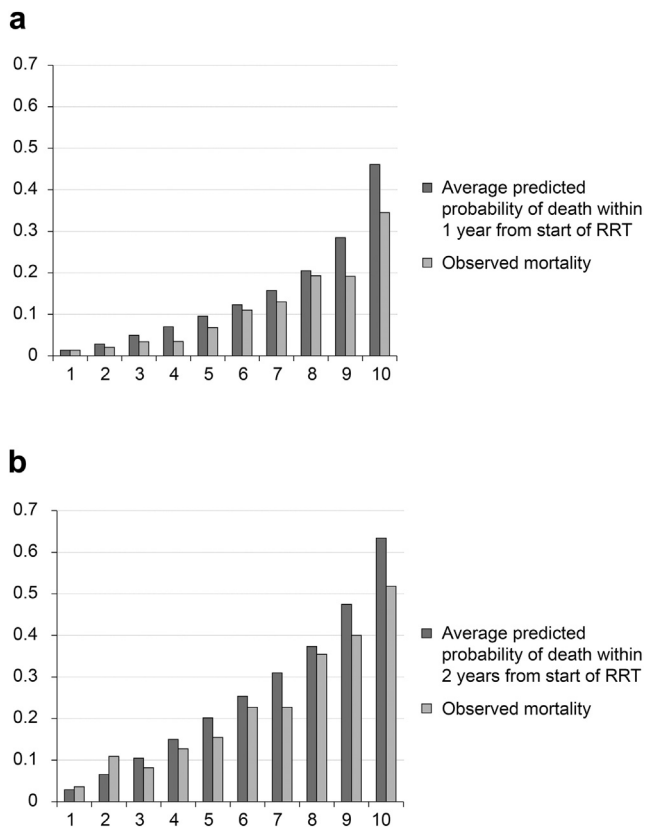 a
0.7
0.6
0.5
0.4
0.3
0.2
0.1
0
1 2 3 4 5 6 7 8 9 10
Average predicted
probability of death within
1 year from start of RRT
Observed mortality
b
0.7
0.6
0.5
0.4
0.3
0.2
0.1
0
1 2 3 4 5 6 7 8 9 10
Average predicted
probability of death within
2 years from start of RRT
Observed mortality